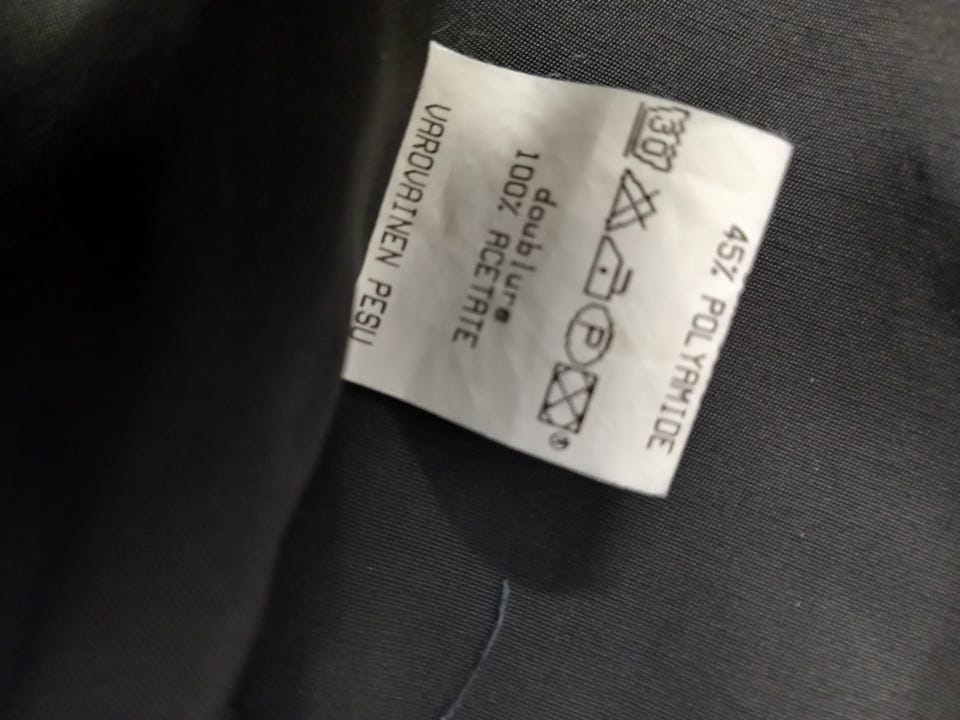 45% POLYAMIDE
30
P
doublure
100% ACETATE
VAROVAINEN PESU